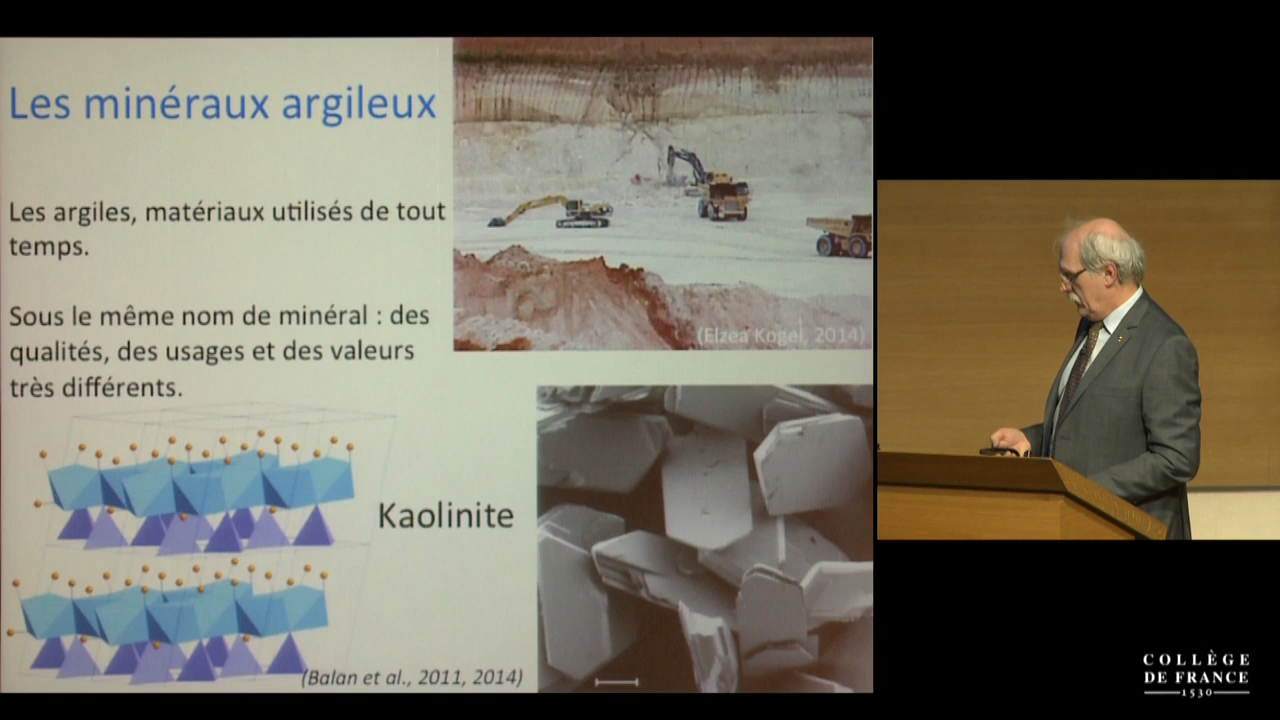 Les minéraux argileux
Les argiles, matériaux utilisés de tout
temps.
Sous le même nom de minéral : des
qualités, des usages et des valeurs
très différents.
(Elzea Kogel, 2014)
Kaolinite
(Balan et al., 2011, 2014)
COLLÈGE
DE FRANCE
1530